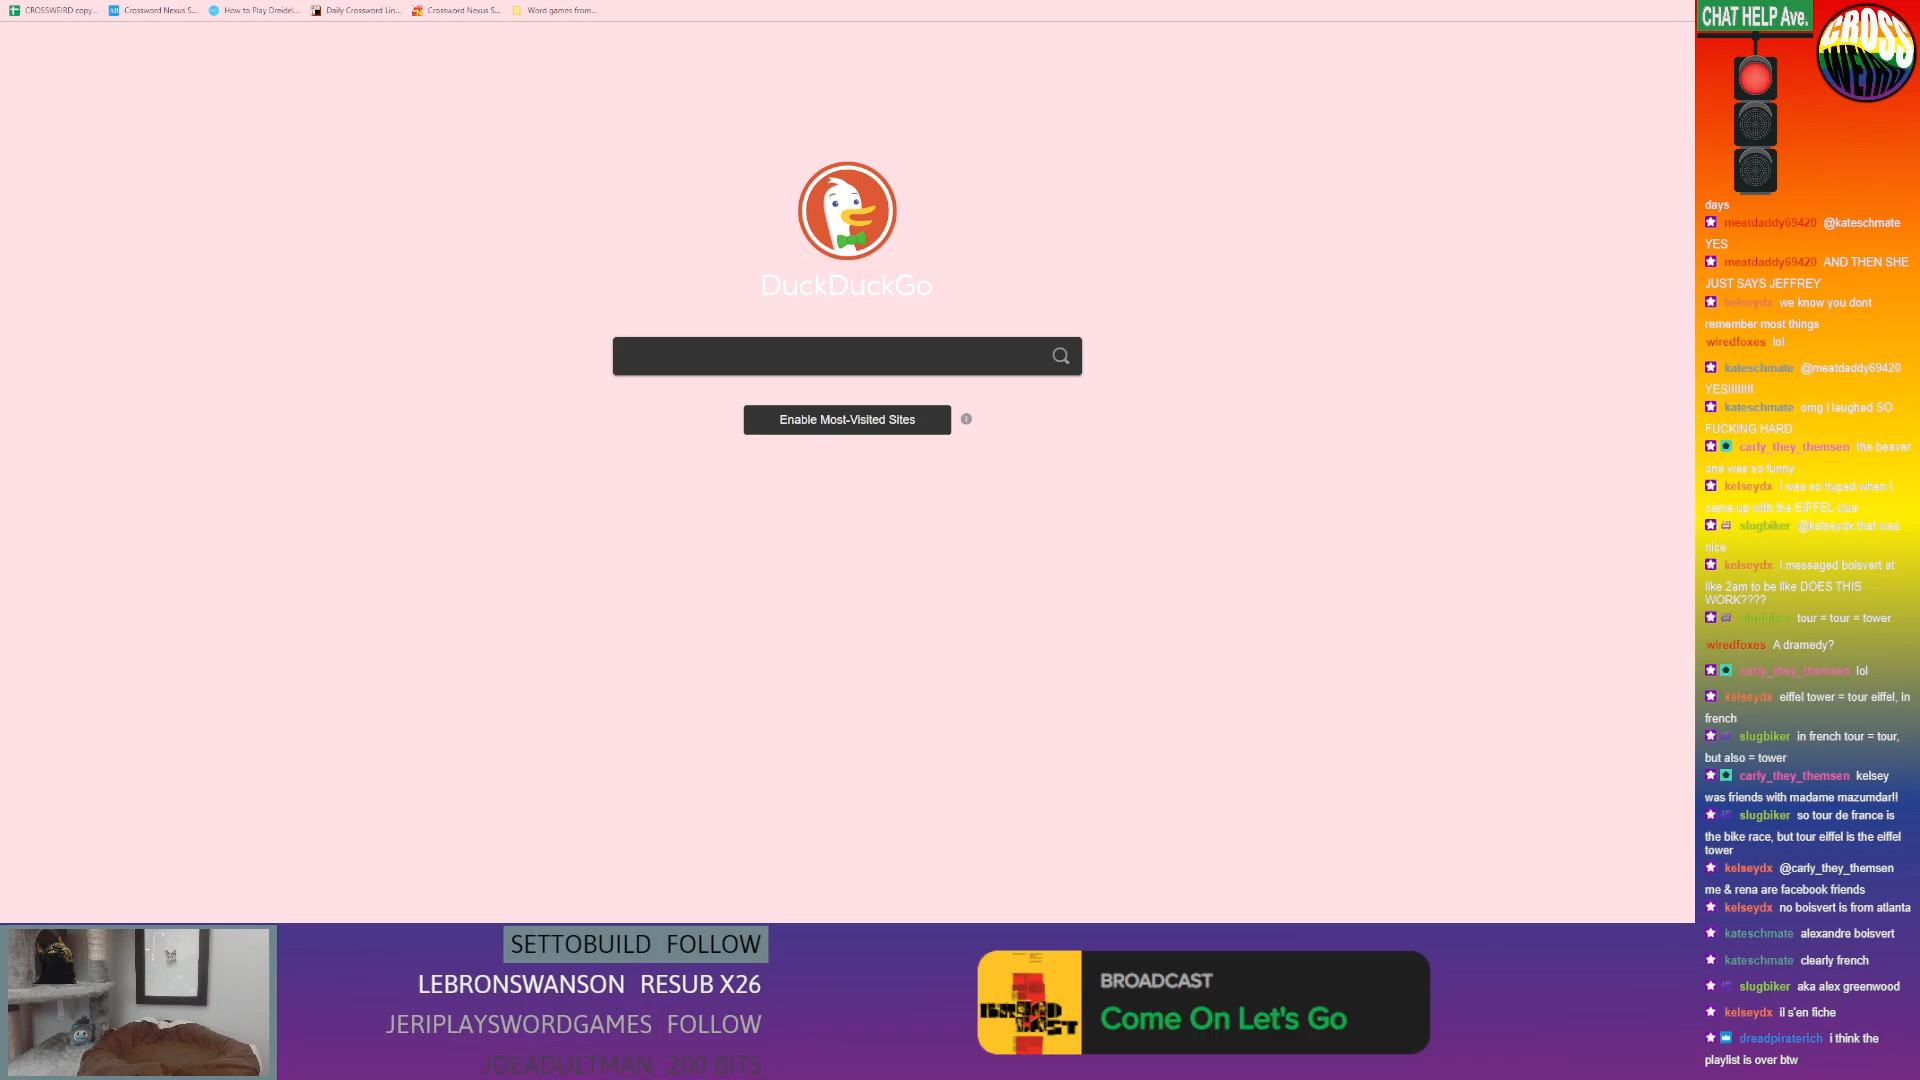 CROSSWEIRD copy...
Crossword Nexus S...
How to Play Dreidel...
Daily Crossword Lin...
Crossword Nexus S...
Word games from...
DuckDuckGo
Enable Most-Visited Sites
CHAT HELP Ave.
CROSS
WEIRD
days
meatdaddy69420 @kateschmate
YES
meatdaddy69420 AND THEN SHE
JUST SAYS JEFFREY
kelseydx we know you dont
remember most things
wiredfoxes lol
kateschmate @meatdaddy69420
YESIIIIIIII
kateschmate omg I laughed SO
FUCKING HARD
carly_they_themsen the beaver
one was so funny
kelseydx i was so hyped when i
came up with the EIFFEL clue
slugbiker @kelseydx that was
nice
kelseydx i messaged boisvert at
like 2am to be like DOES THIS
WORK????
slugbiker tour = tour = tower
wiredfoxes A dramedy?
carly_they_themsen lol
kelseydx eiffel tower = tour eiffel, in
french
slugbiker in french tour = tour,
but also = tower
carly_they_themsen kelsey
was friends with madame mazumdar!!
slugbiker so tour de france is
the bike race, but tour eiffel is the eiffel
tower
kelseydx @carly_they_themsen
me & rena are facebook friends
kelseydx no boisvert is from atlanta
kateschmate alexandre boisvert
kateschmate clearly french
slugbiker aka alex greenwood
kelseydx il s'en fiche
dreadpiraterich i think the
playlist is over btw
SETTOBUILD FOLLOW
LEBRONSWANSON RESUB X26
JERIPLAYSWORDGAMES FOLLOW
JOEADULTMAN 200 BITS
BROADCAST
BROADCAST
Come On Let's Go